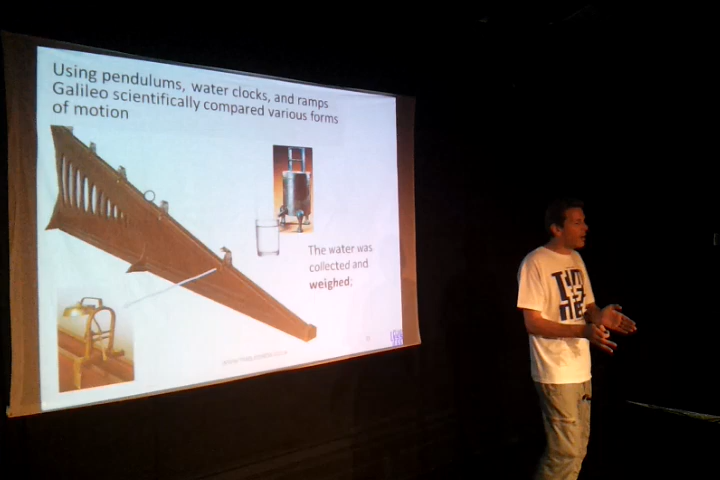 Using pendulums, water clocks, and ramps
Galileo scientifically compared various forms
of motion
The water was
collected and
weighed;